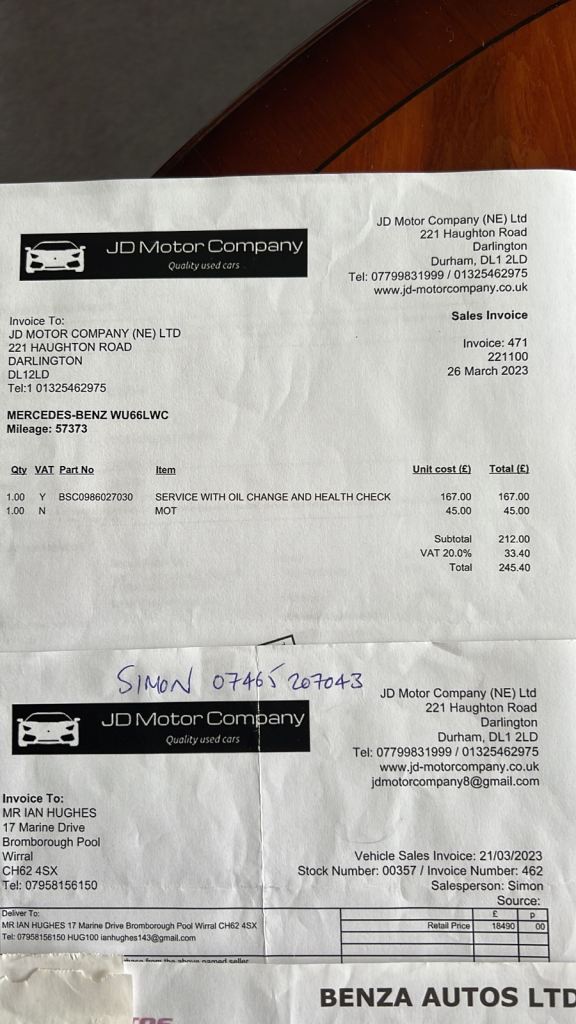 JD Motor Company
Quality used cars
JD Motor Company (NE) Ltd
221 Haughton Road
Darlington
Durham, DL1 2LD
Tel: 07799831999 / 01325462975
www.jd-motorcompany.co.uk
Invoice To:
JD MOTOR COMPANY (NE) LTD
221 HAUGHTON ROAD
DARLINGTON
DL12LD
Tel:1 01325462975
Sales Invoice
Invoice: 471
221100
26 March 2023
MERCEDES-BENZ WU66LWC
Mileage: 57373
Qty VAT Part No Item Unit cost (£) Total (£)
1.00 Y BSC0986027030 SERVICE WITH OIL CHANGE AND HEALTH CHECK 167.00 167.00
1.00 N MOT 45.00 45.00
Subtotal 212.00
VAT 20.0% 33.40
Total 245.40
SIMON 07465 207043
JD Motor Company
Quality used cars
JD Motor Company (NE) Ltd
221 Haughton Road
Darlington
Durham, DL1 2LD
Tel: 07799831999 / 01325462975
www.jd-motorcompany.co.uk
jdmotorcompany8@gmail.com
Invoice To:
MR IAN HUGHES
17 Marine Drive
Bromborough Pool
Wirral
CH62 4SX
Tel: 07958156150
Vehicle Sales Invoice: 21/03/2023
Stock Number: 00357 / Invoice Number: 462
Salesperson: Simon
Source:
Deliver To:
MR IAN HUGHES 17 Marine Drive Bromborough Pool Wirral CH62 4SX
Tel: 07958156150 HUG100 ianhughes143@gmail.com
£ p
Retail Price 18490 00
from the above named seller
BENZA AUTOS LTD